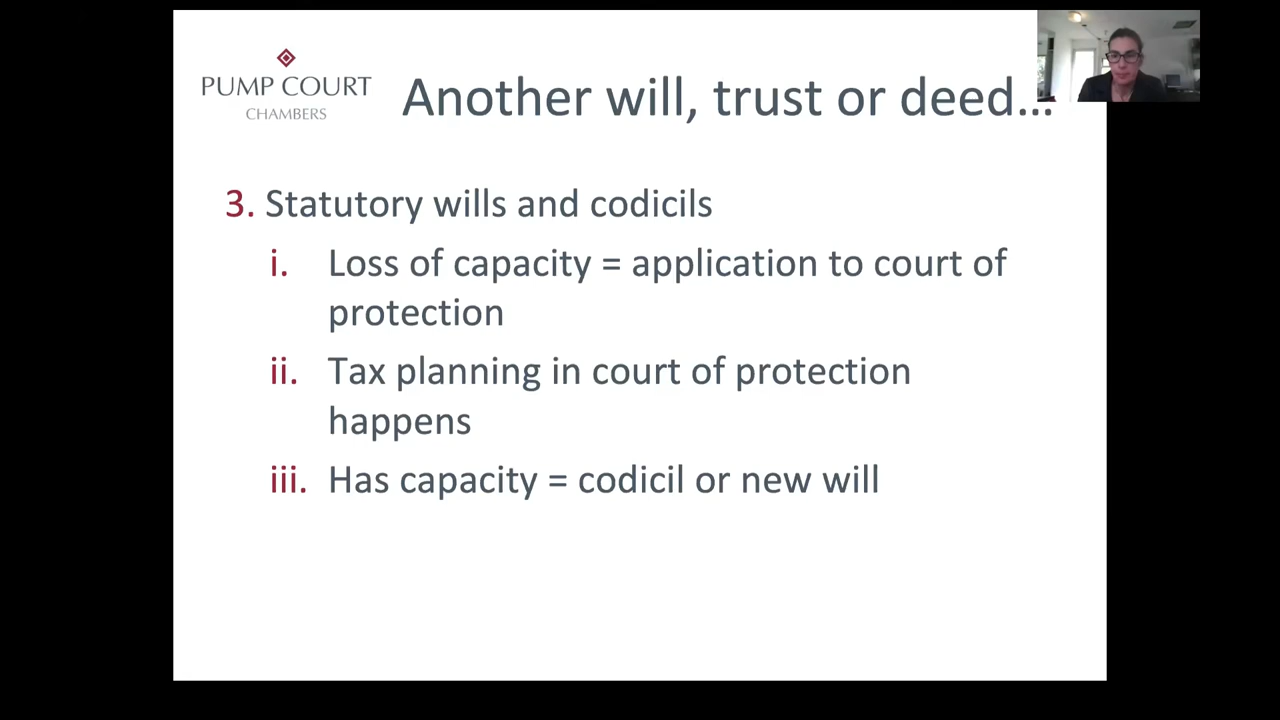 PUMP COURT
CHAMBERS
Another will, trust or deed...
3. Statutory wills and codicils
i. Loss of capacity = application to court of
protection
ii. Tax planning in court of protection
happens
iii. Has capacity = codicil or new will